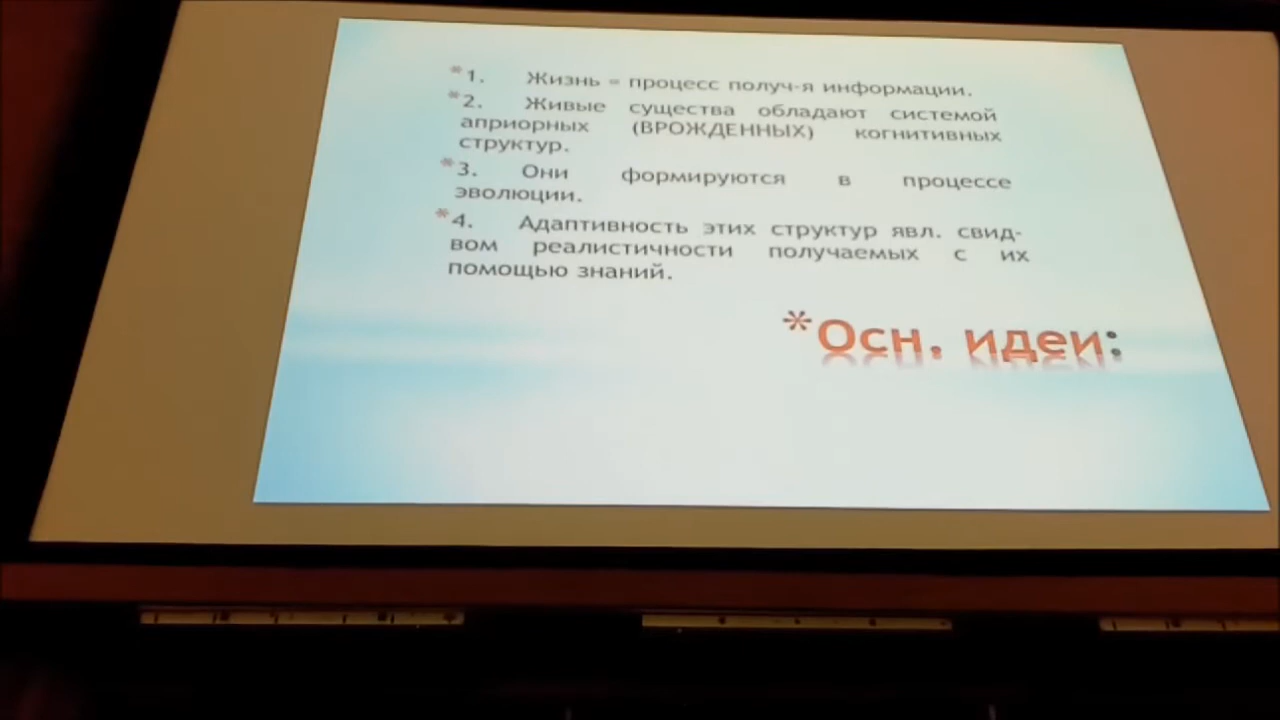 *1. Жизнь = процесс получ-я информации.
*2. Живые существа обладают системой
априорных (ВРОЖДЕННЫХ) когнитивных
структур.
*3. Они формируются в процессе
эволюции.
*4. Адаптивность этих структур явл. свид-
вом реалистичности получаемых с их
помощью знаний.
*Осн. идеи: